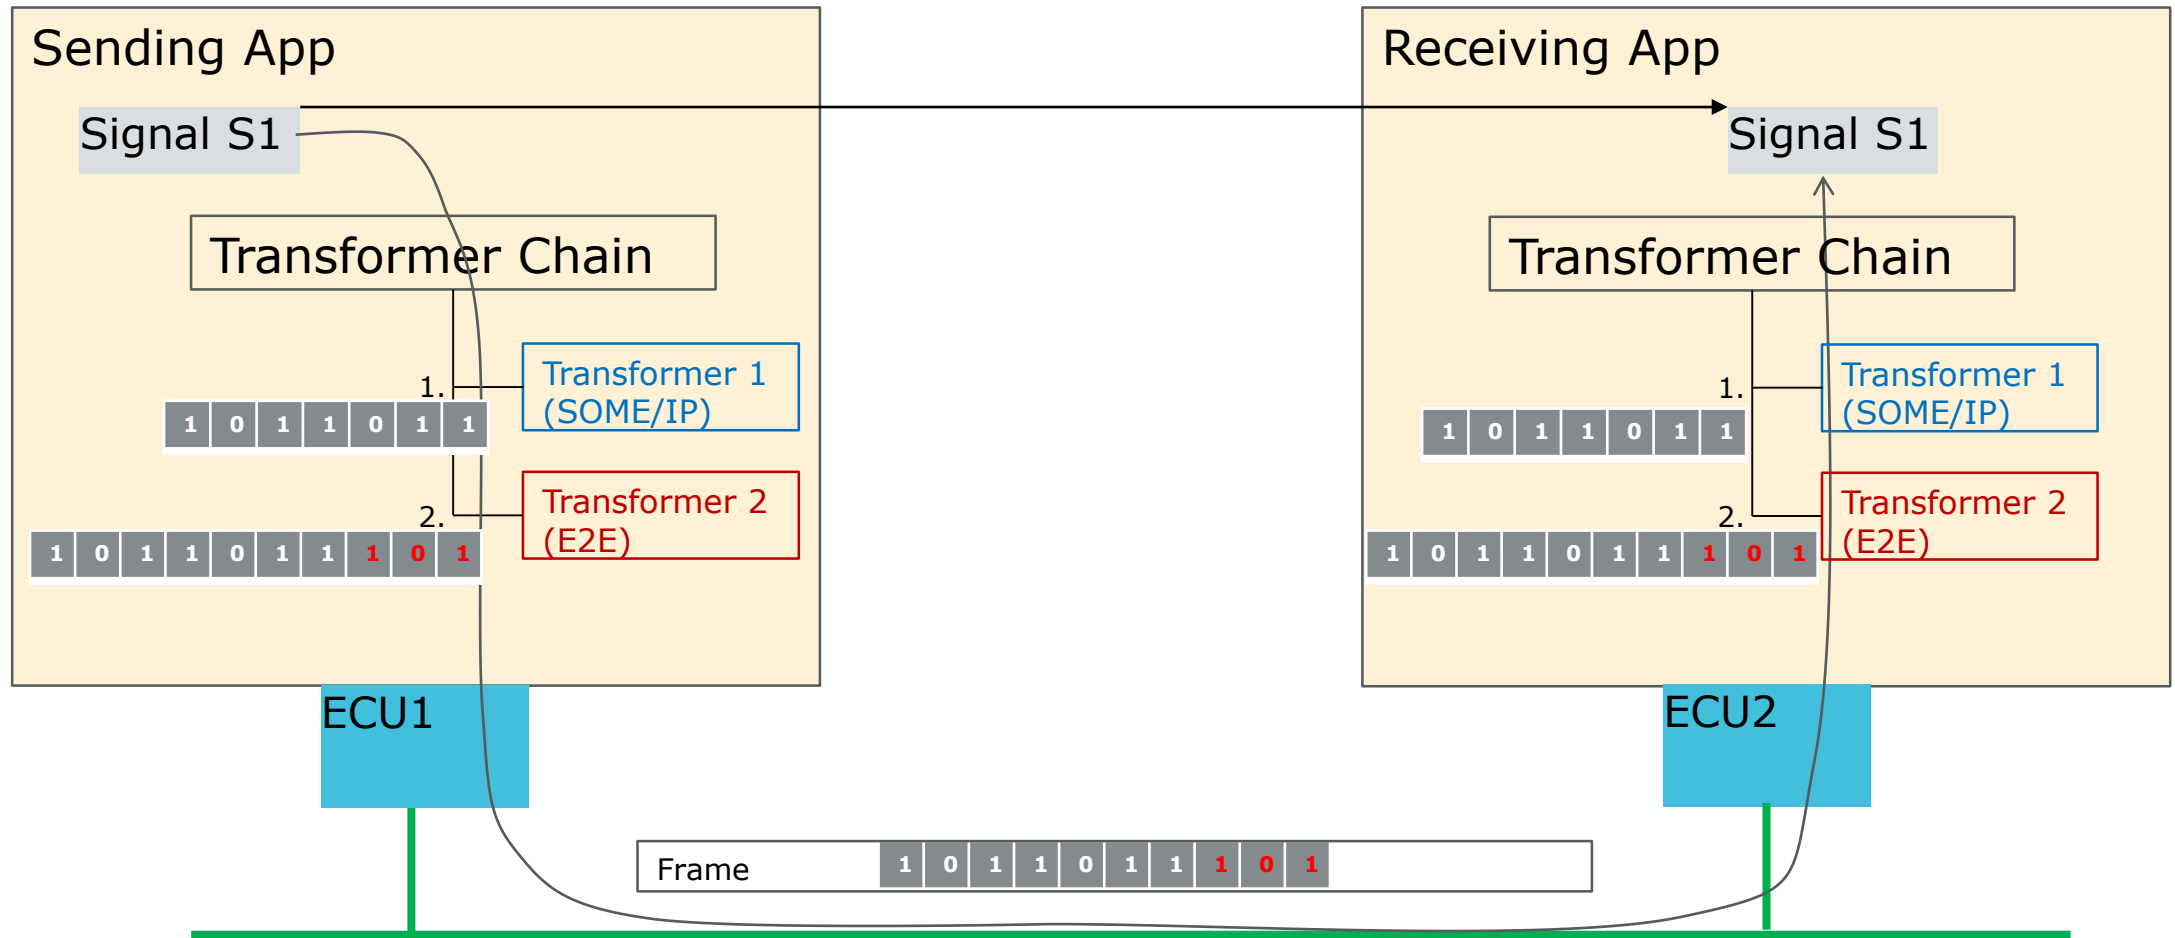 Sending App
Signal S1
Transformer Chain
1.
Transformer 1
(SOME/IP)
1 0 1 1 0 1 1
2.
Transformer 2
(E2E)
1 0 1 1 0 1 1 1 0 1
ECU1
Receiving App
Signal S1
Transformer Chain
1.
Transformer 1
(SOME/IP)
1 0 1 1 0 1 1
2.
Transformer 2
(E2E)
1 0 1 1 0 1 1 1 0 1
ECU2
Frame 1 0 1 1 0 1 1 1 0 1